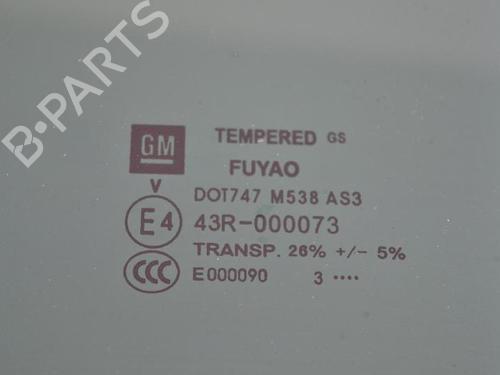 B-PARTS
GM TEMPERED GS
FUYAO
V DOT747 M538 AS3
E4 43R-000073
TRANSP. 26% +/- 5%
CCC E000090 3 ....